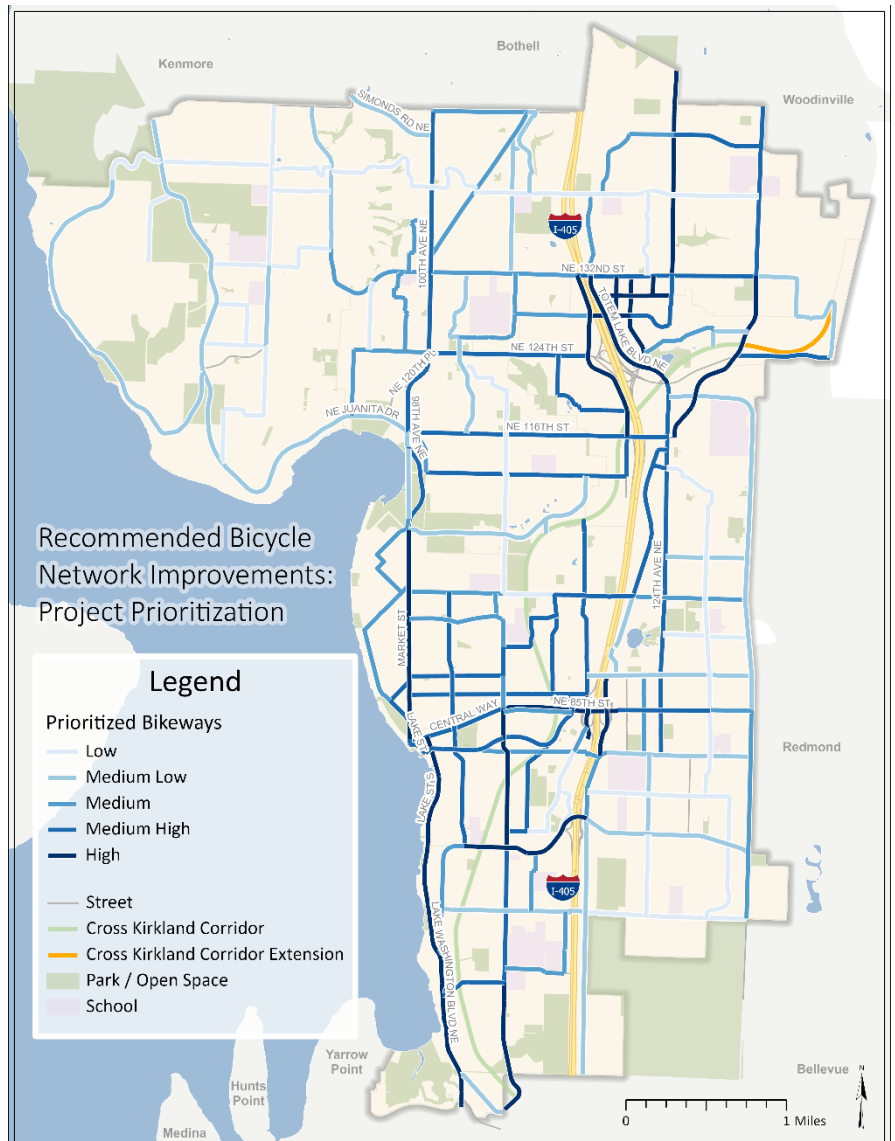 Bothell
Kenmore
Woodinville
SIMONDS RD NE
100TH AVE NE
I-405
NE 132ND ST
TOTEM LAKE BLVD NE
NE 124TH ST
NE 120TH PL
NE JUANITA DR
98TH AVE NE
NE 116TH ST
Recommended Bicycle
Network Improvements:
Project Prioritization
124TH AVE NE
MARKET ST
Legend
Prioritized Bikeways
Low
Medium Low
Medium
Medium High
High
Street
Cross Kirkland Corridor
Cross Kirkland Corridor Extension
Park / Open Space
School
NE 85TH ST
CENTRAL WAY
LAKE ST
Redmond
LAKE ST S
I-405
LAKE WASHINGTON BLVD NE
Yarrow
Point
Hunts
Point
Medina
Bellevue
N
0 1 Miles